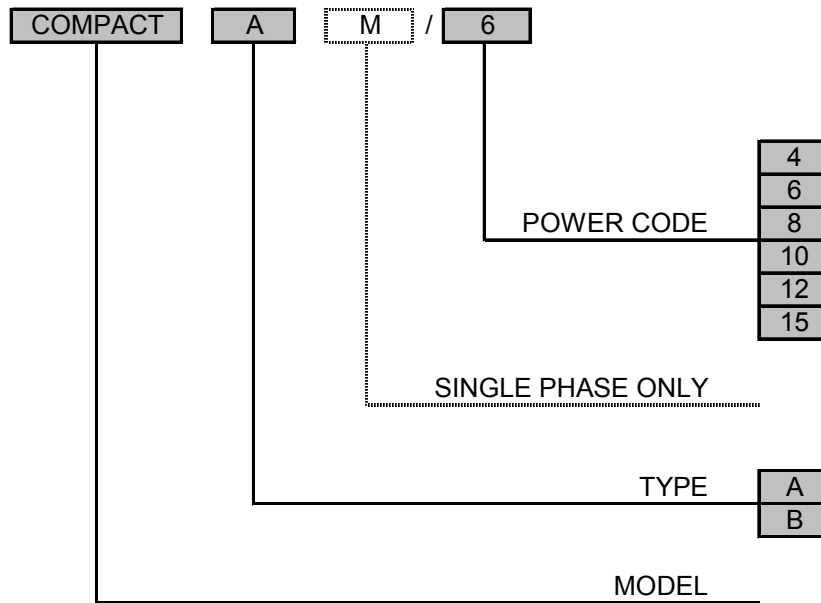 COMPACT A M / 6
4
6
POWER CODE 8
10
12
15
SINGLE PHASE ONLY
TYPE A
B
MODEL